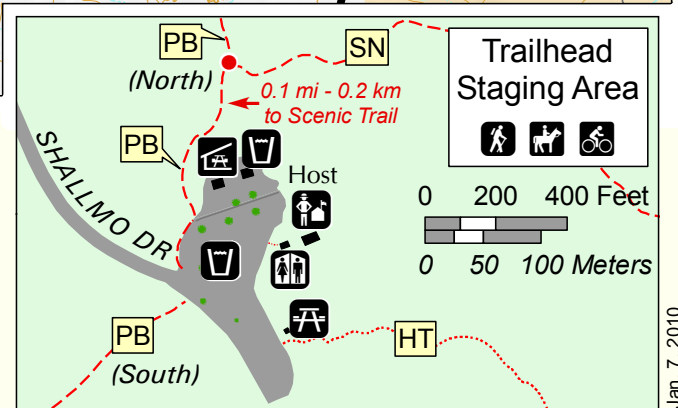 PB
SN
(North)
0.1 mi - 0.2 km
to Scenic Trail
Trailhead
Staging Area
PB
Host
SHALLMO DR
0 200 400 Feet
0 50 100 Meters
PB
(South)
HT
Jan. 7, 2010